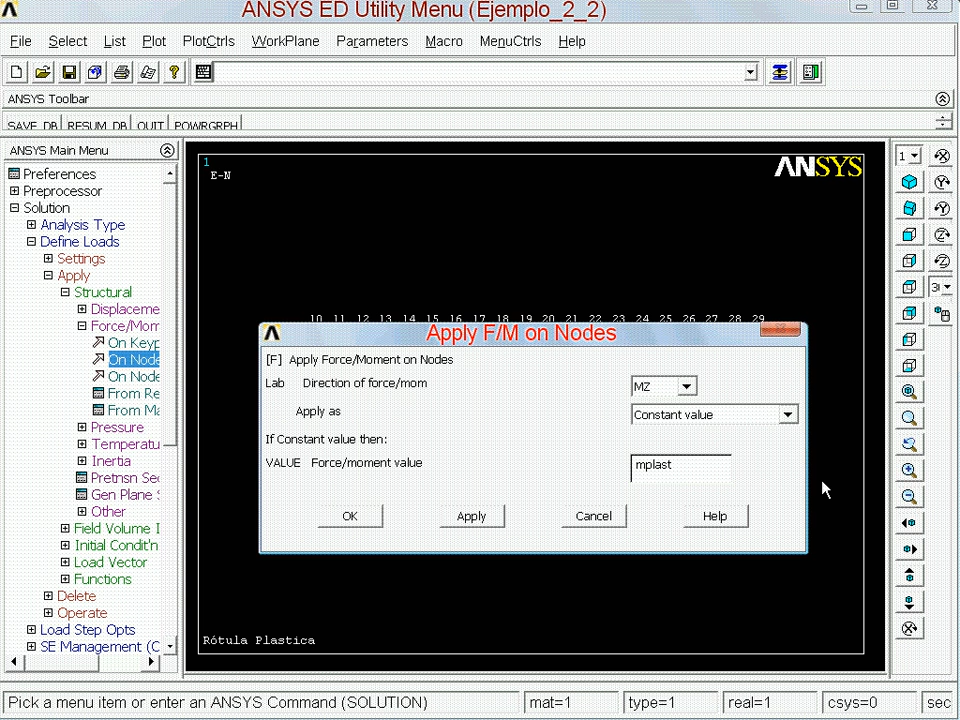 ANSYS ED Utility Menu (Ejemplo_2_2)
File Select List Plot PlotCtrls WorkPlane Parameters Macro MenuCtrls Help
ANSYS Toolbar
SAVE_DB RESUM_DB QUIT POWRGRPH
ANSYS Main Menu
Preferences
Preprocessor
Solution
Analysis Type
Define Loads
Settings
Apply
Structural
Displaceme
Force/Mom
On Keyp
On Node
On Node
From Re
From Ma
Pressure
Temperatu
Inertia
Pretnsn Sec
Gen Plane S
Other
Field Volume I
Initial Condit'n
Load Vector
Functions
Delete
Operate
Load Step Opts
SE Management (C
1
E-N
ANSYS
10 11 12 13 14 15 16 17 18 19 20 21 22 23 24 25 26 27 28 29
Apply F/M on Nodes
[F] Apply Force/Moment on Nodes
Lab Direction of force/mom MZ
Apply as Constant value
If Constant value then:
VALUE Force/moment value mplast
OK Apply Cancel Help
Rótula Plastica
1
Pick a menu item or enter an ANSYS Command (SOLUTION) mat=1 type=1 real=1 csys=0 sec